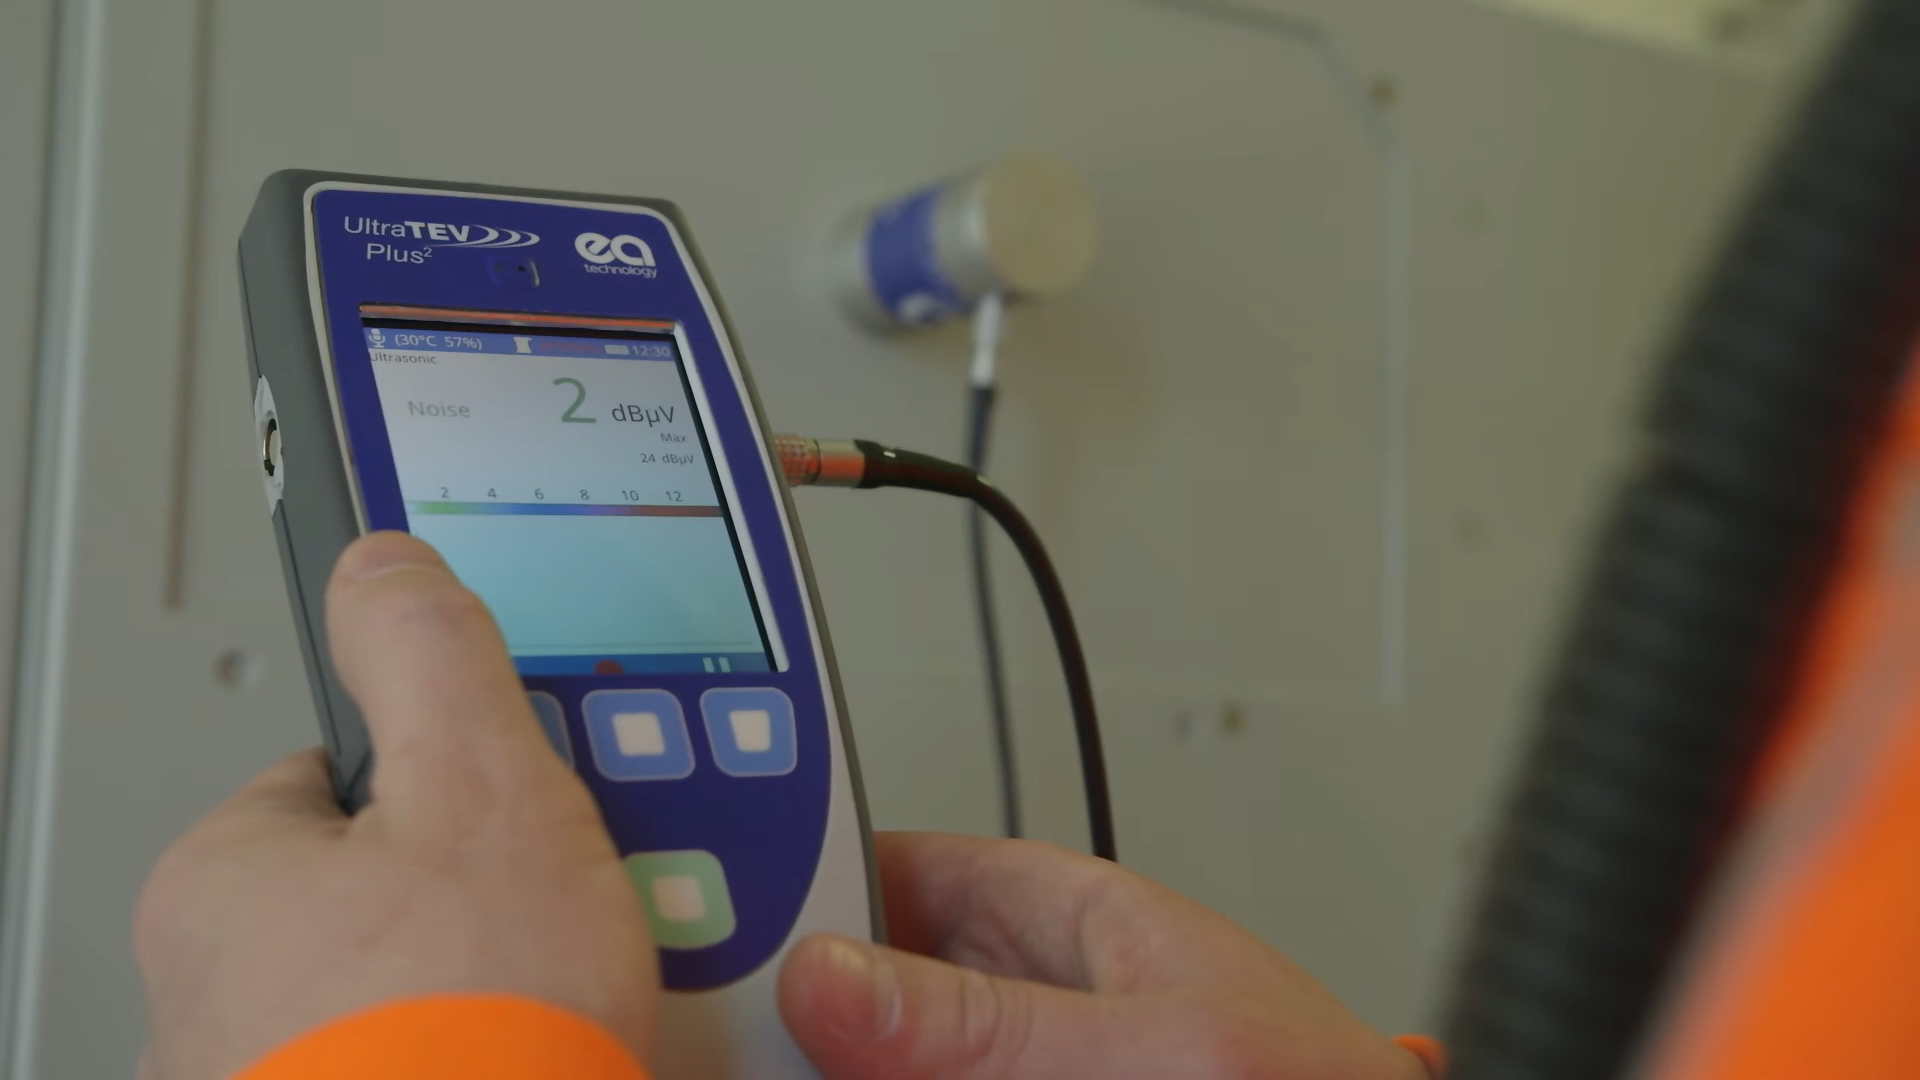 UltraTEV
Plus²
ea
technology
(30°C 57%)
12:30
Ultrasonic
Noise 2 dBµV
Max
24 dBµV
2 4 6 8 10 12